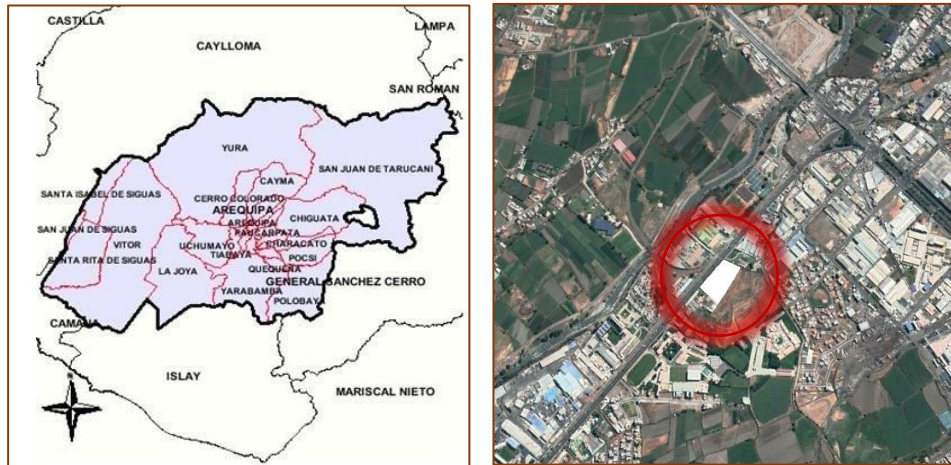 CASTILLA
LAMPA
CAYLLOMA
SAN ROMAN
YURA
SAN JUAN DE TARUCANI
CAYMA
SANTA ISABEL DE SIGUAS
CERRO COLORADO
AREQUIPA
CHIGUATA
AREQUIPA
SAN JUAN DE SIGUAS
PAUCARPATA
VITOR
UCHUMAYO
CHARACATO
TIABAYA
POCSI
SANTA RITA DE SIGUAS
LA JOYA
QUEQUEÑA
GENERAL SANCHEZ CERRO
YARABAMBA
POLOBAY
CAMANA
ISLAY
MARISCAL NIETO